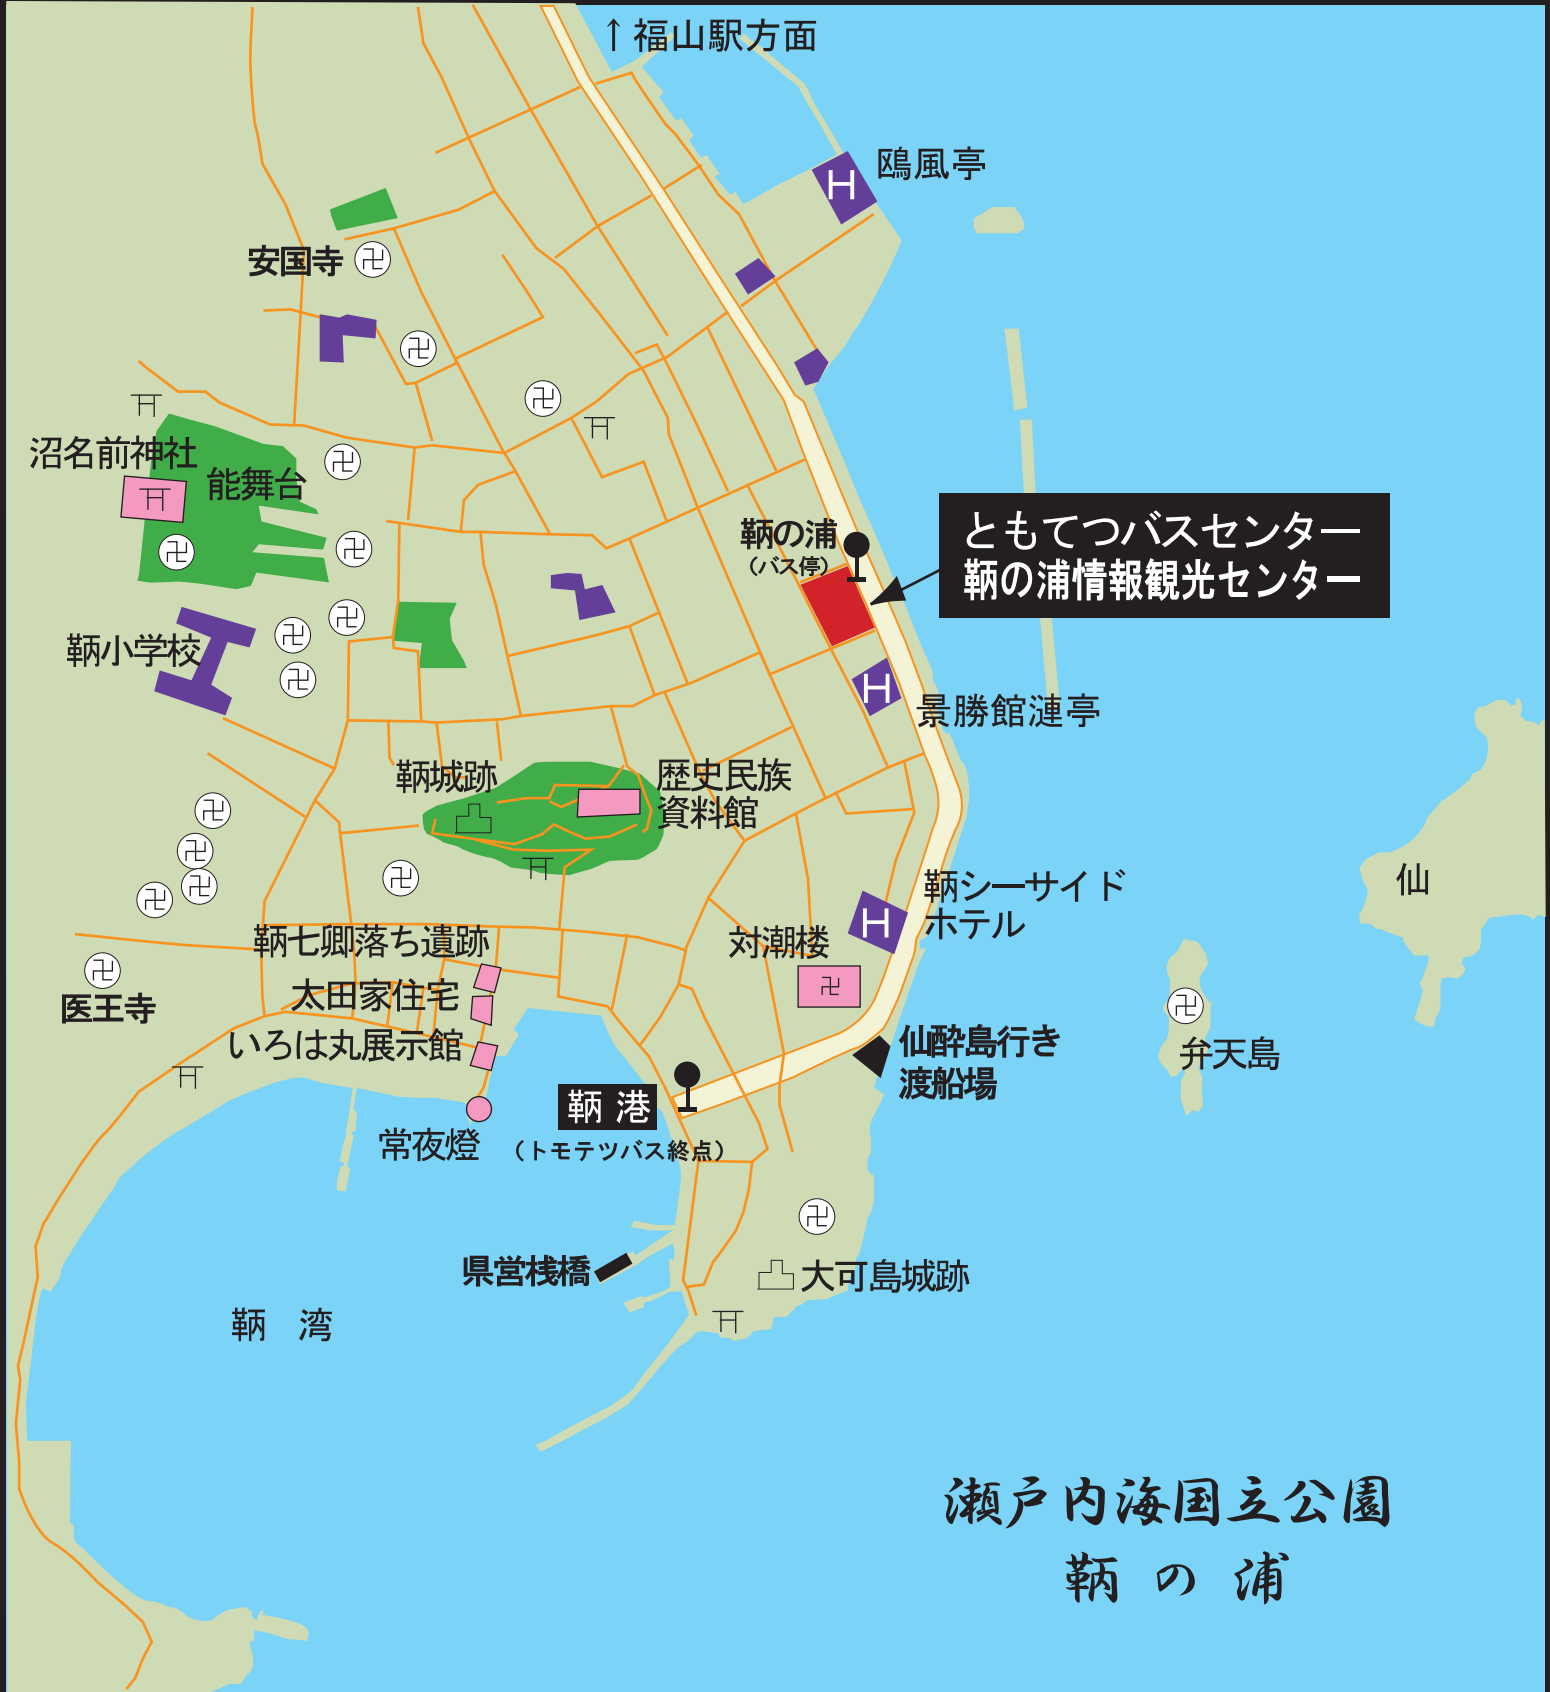 ↑福山駅方面
鴎風亭
H
安国寺
沼名前神社
能舞台
ともてつバスセンター
鞆の浦情報観光センター
鞆の浦
（バス停）
鞆小学校
H
景勝館漣亭
鞆城跡
歴史民族
資料館
仙
鞆シーサイド
ホテル
H
鞆七卿落ち遺跡
対潮楼
医王寺
太田家住宅
いろは丸展示館
仙酔島行き
渡船場
弁天島
鞆 港
（トモテツバス終点）
常夜燈
県営桟橋
大可島城跡
鞆 湾
瀬戸内海国立公園
鞆の浦